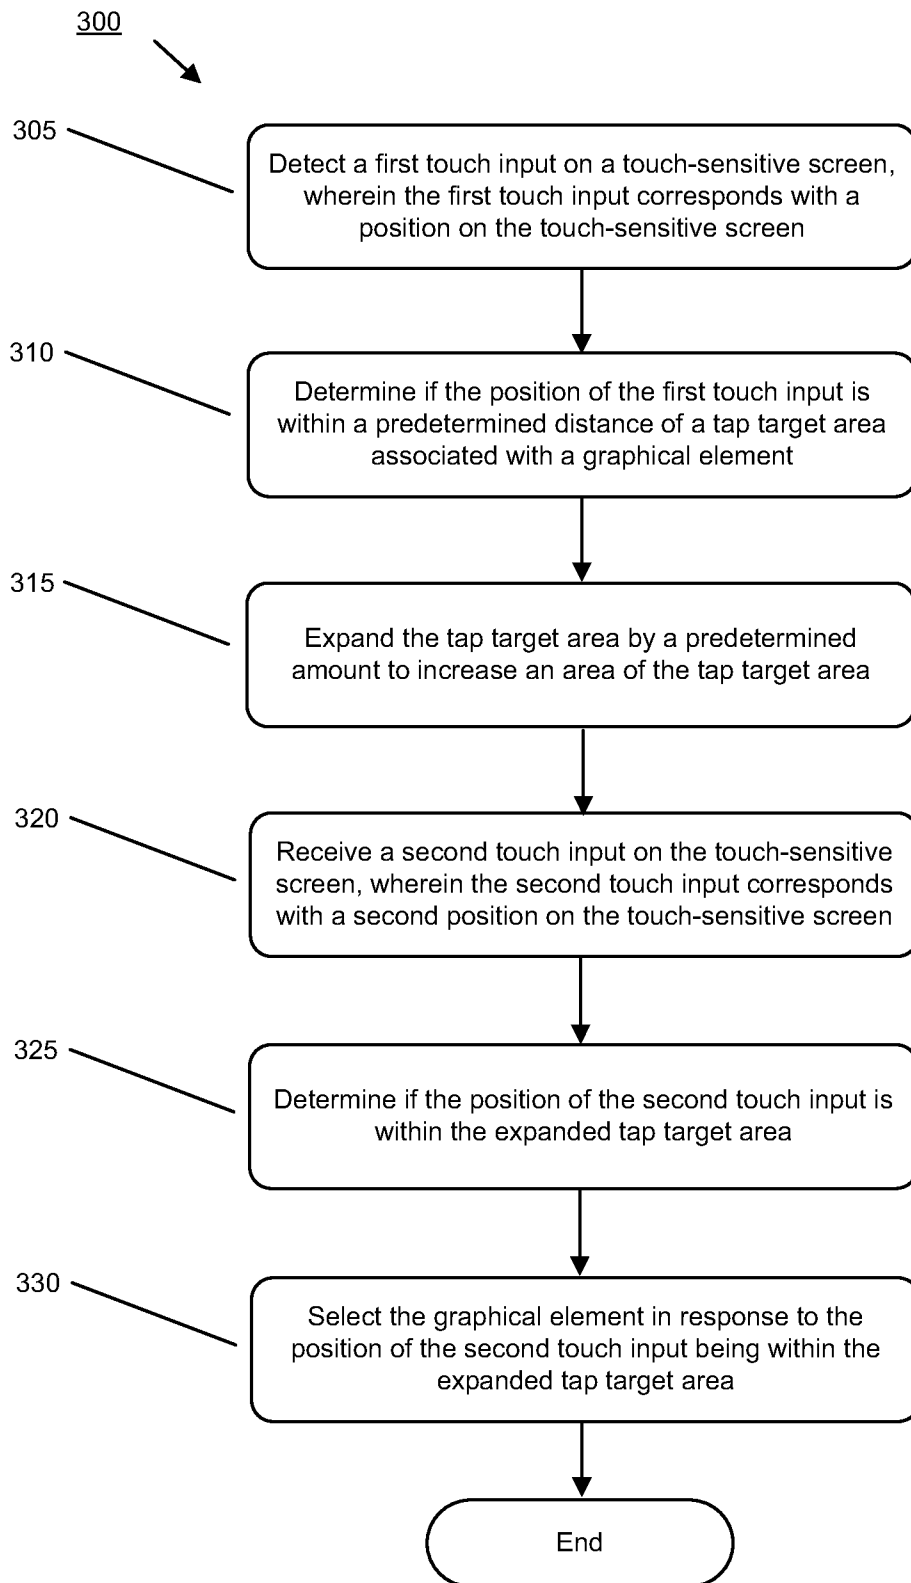 300
305
Detect a first touch input on a touch-sensitive screen,
wherein the first touch input corresponds with a
position on the touch-sensitive screen
310
Determine if the position of the first touch input is
within a predetermined distance of a tap target area
associated with a graphical element
315
Expand the tap target area by a predetermined
amount to increase an area of the tap target area
320
Receive a second touch input on the touch-sensitive
screen, wherein the second touch input corresponds
with a second position on the touch-sensitive screen
325
Determine if the position of the second touch input is
within the expanded tap target area
330
Select the graphical element in response to the
position of the second touch input being within the
expanded tap target area
End